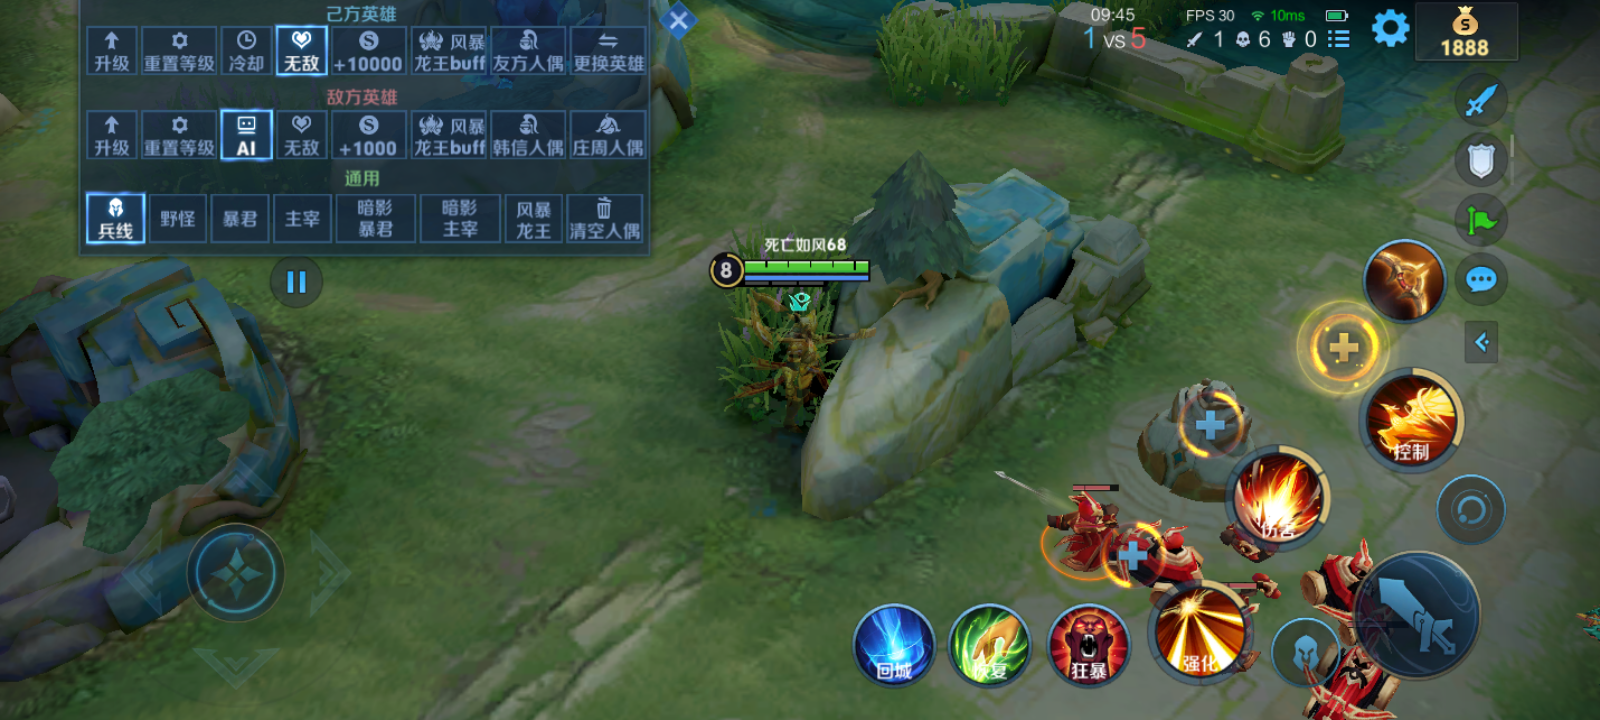 己方英雄
升级 重置等级 冷却 无敌 +10000 风暴龙王buff 友方人偶 更换英雄
敌方英雄
升级 重置等级 AI 无敌 +1000 风暴龙王buff 韩信人偶 庄周人偶
通用
兵线 野怪 暴君 主宰 暗影暴君 暗影主宰 风暴龙王 清空人偶
09:45 FPS 30 10ms
1 VS 5 1 6 0
1888
死亡如风68
8
控制
伤害
强化
回城 恢复 狂暴